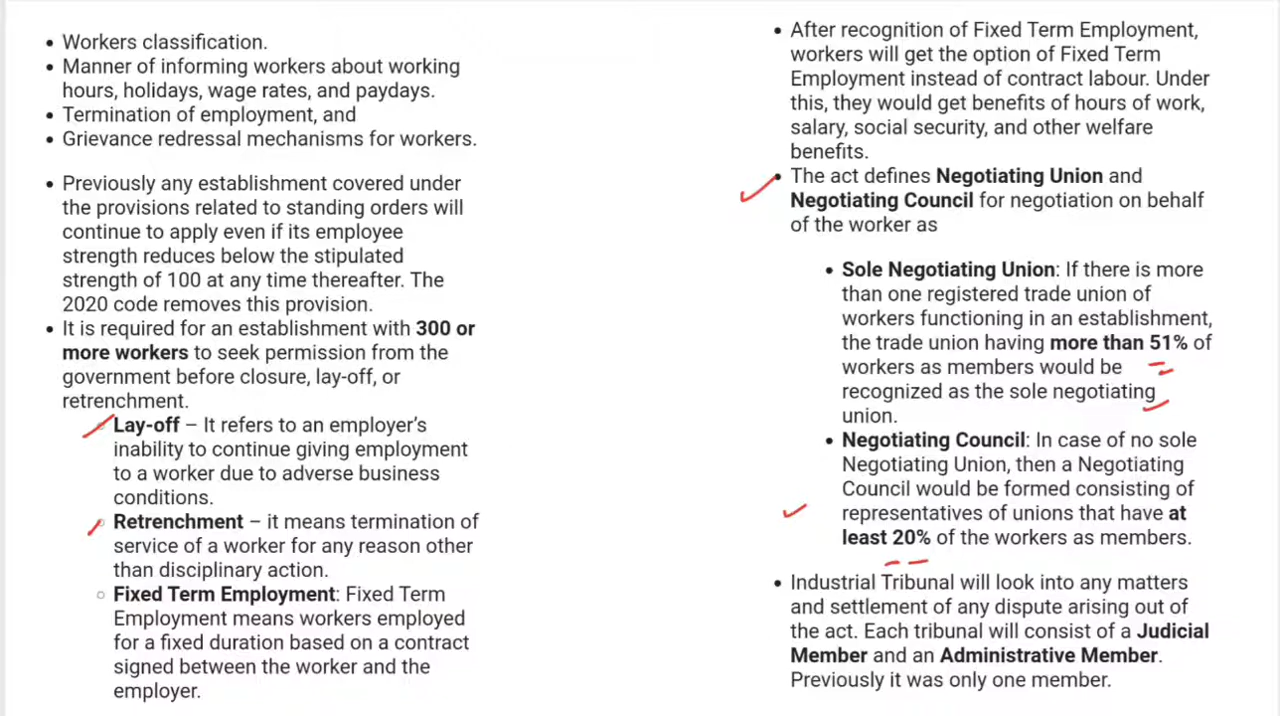 • Workers classification.
• Manner of informing workers about working
hours, holidays, wage rates, and paydays.
• Termination of employment, and
• Grievance redressal mechanisms for workers.
• Previously any establishment covered under
the provisions related to standing orders will
continue to apply even if its employee
strength reduces below the stipulated
strength of 100 at any time thereafter. The
2020 code removes this provision.
• It is required for an establishment with 300 or
more workers to seek permission from the
government before closure, lay-off, or
retrenchment.
Lay-off – It refers to an employer's
inability to continue giving employment
to a worker due to adverse business
conditions.
Retrenchment – it means termination of
service of a worker for any reason other
than disciplinary action.
○ Fixed Term Employment: Fixed Term
Employment means workers employed
for a fixed duration based on a contract
signed between the worker and the
employer.
• After recognition of Fixed Term Employment,
workers will get the option of Fixed Term
Employment instead of contract labour. Under
this, they would get benefits of hours of work,
salary, social security, and other welfare
benefits.
• The act defines Negotiating Union and
Negotiating Council for negotiation on behalf
of the worker as
• Sole Negotiating Union: If there is more
than one registered trade union of
workers functioning in an establishment,
the trade union having more than 51% of
workers as members would be
recognized as the sole negotiating
union.
• Negotiating Council: In case of no sole
Negotiating Union, then a Negotiating
Council would be formed consisting of
representatives of unions that have at
least 20% of the workers as members.
• Industrial Tribunal will look into any matters
and settlement of any dispute arising out of
the act. Each tribunal will consist of a Judicial
Member and an Administrative Member.
Previously it was only one member.